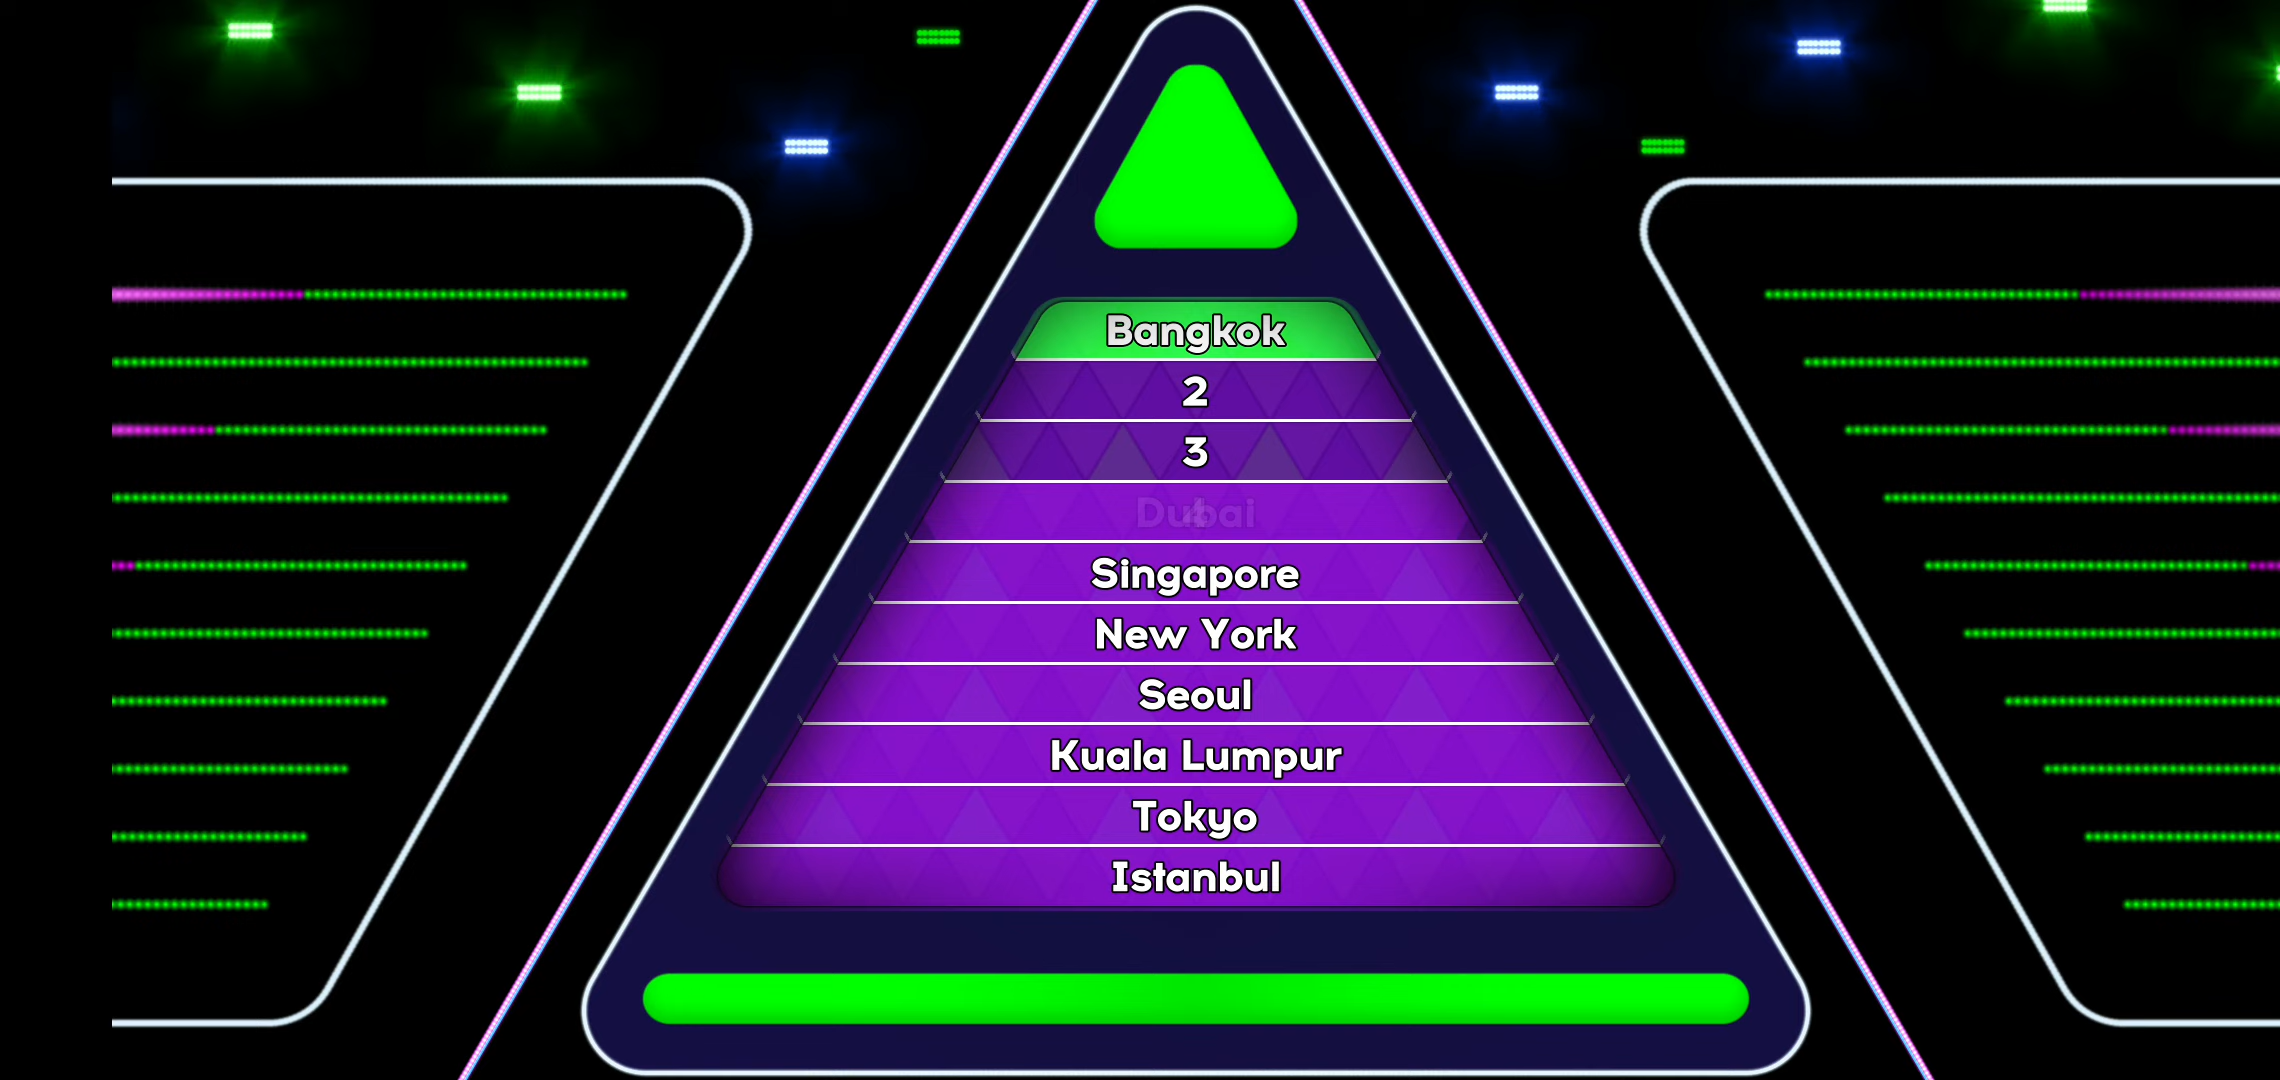 Bangkok
2
3
Dubai
Singapore
New York
Seoul
Kuala Lumpur
Tokyo
Istanbul